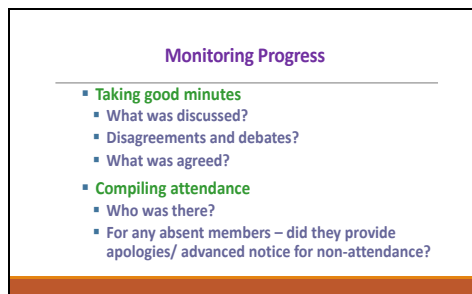 Monitoring Progress
▪ Taking good minutes
▪ What was discussed?
▪ Disagreements and debates?
▪ What was agreed?
▪ Compiling attendance
▪ Who was there?
▪ For any absent members – did they provide
apologies/ advanced notice for non-attendance?